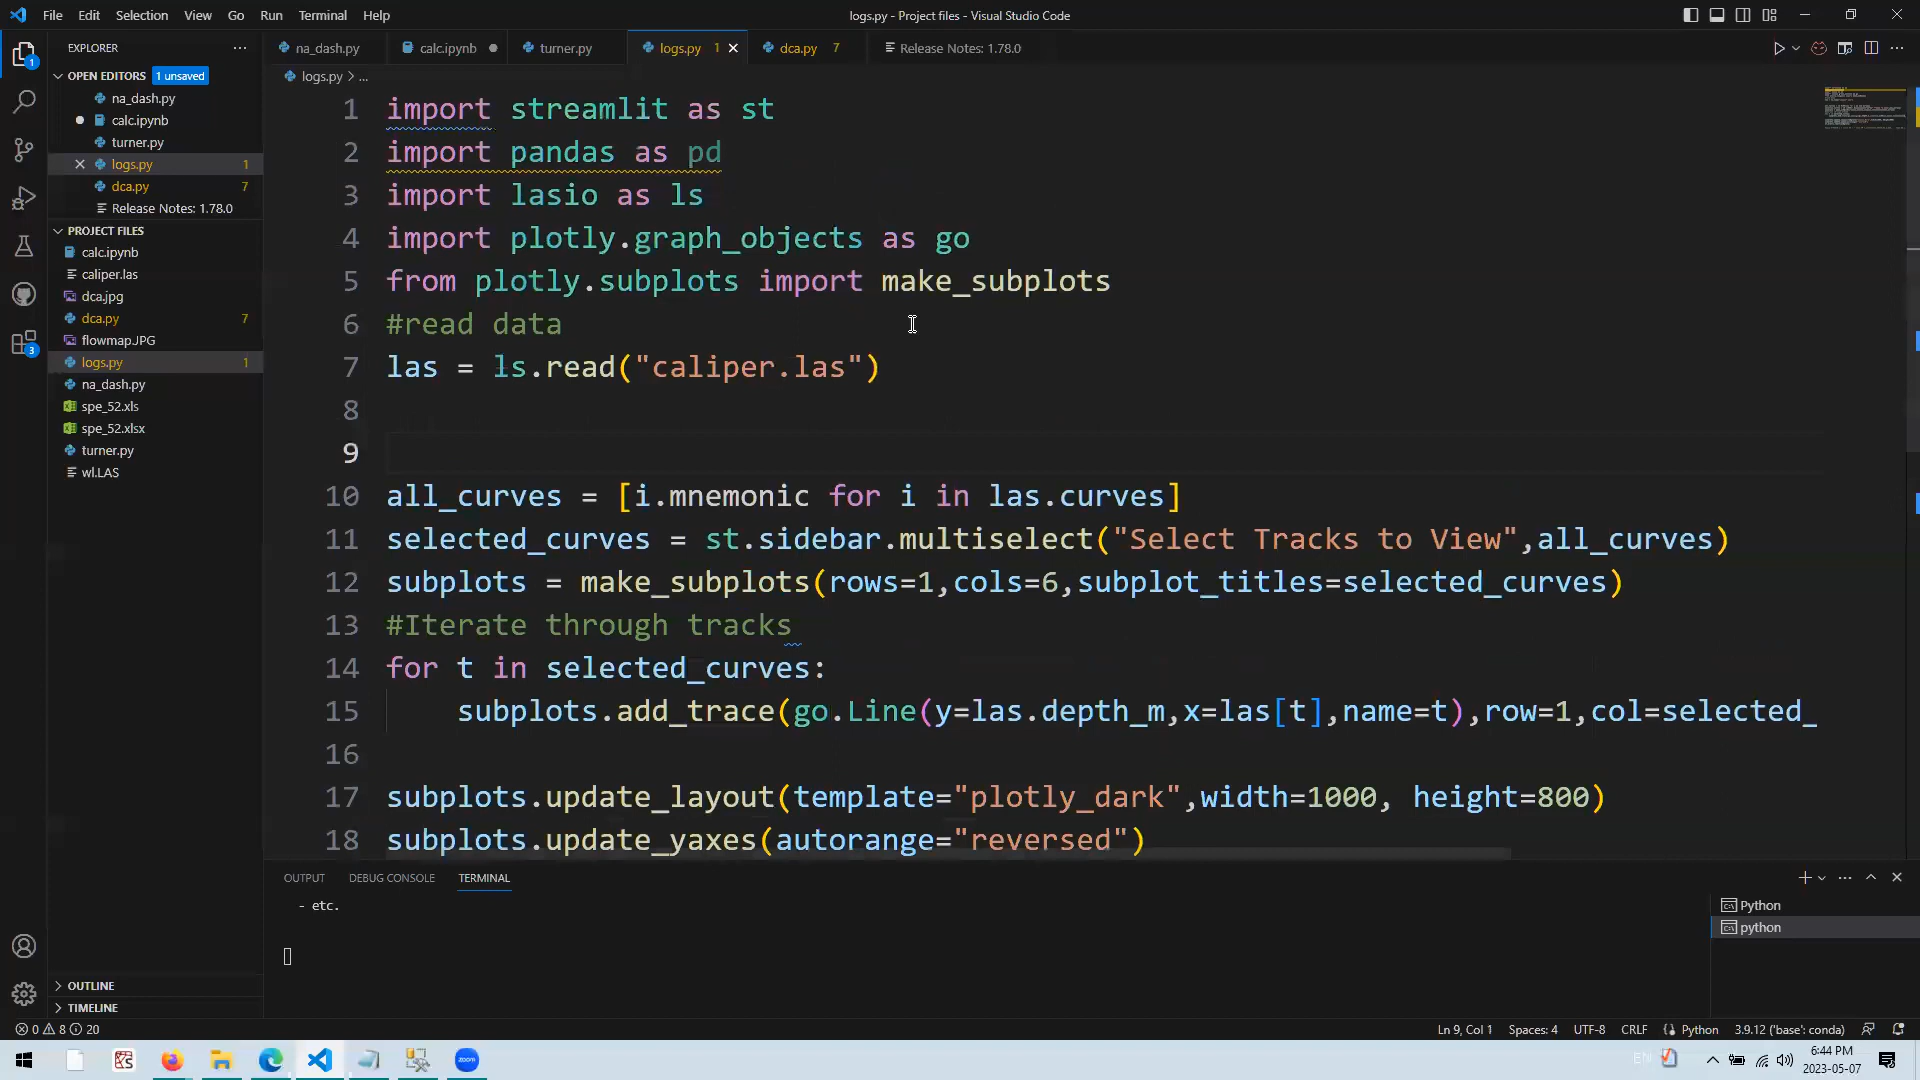 File Edit Selection View Go Run Terminal Help
logs.py - Project files - Visual Studio Code
EXPLORER
na_dash.py
calc.ipynb
turner.py
logs.py 1
dca.py 7
Release Notes: 1.78.0
OPEN EDITORS 1 unsaved
na_dash.py
calc.ipynb
turner.py
logs.py 1
dca.py 7
Release Notes: 1.78.0
PROJECT FILES
calc.ipynb
caliper.las
dca.jpg
dca.py 7
flowmap.JPG
logs.py 1
na_dash.py
spe_52.xls
spe_52.xlsx
turner.py
wl.LAS
OUTLINE
TIMELINE
logs.py > ...
1 import streamlit as st
2 import pandas as pd
3 import lasio as ls
4 import plotly.graph_objects as go
5 from plotly.subplots import make_subplots
6 #read data
7 las = ls.read("caliper.las")
8
9
10 all_curves = [i.mnemonic for i in las.curves]
11 selected_curves = st.sidebar.multiselect("Select Tracks to View",all_curves)
12 subplots = make_subplots(rows=1,cols=6,subplot_titles=selected_curves)
13 #Iterate through tracks
14 for t in selected_curves:
15 subplots.add_trace(go.Line(y=las.depth_m,x=las[t],name=t),row=1,col=selected_
16
17 subplots.update_layout(template="plotly_dark",width=1000, height=800)
18 subplots.update_yaxes(autorange="reversed")
OUTPUT DEBUG CONSOLE TERMINAL
- etc.
Python
python
0 8 20
Ln 9, Col 1 Spaces: 4 UTF-8 CRLF Python 3.9.12 ('base': conda)
1
3
zoom
EN
6:44 PM
2023-05-07